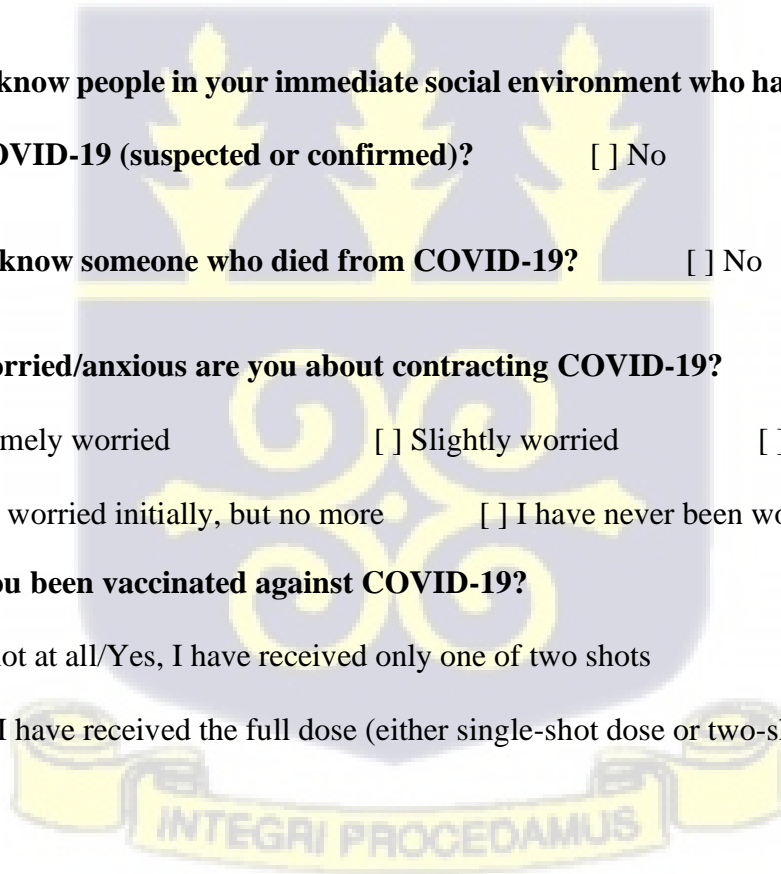 know people in your immediate social environment who ha
OVID-19 (suspected or confirmed)? [ ] No
know someone who died from COVID-19? [ ] No
orried/anxious are you about contracting COVID-19?
mely worried [ ] Slightly worried [ ]
worried initially, but no more [ ] I have never been wo
ou been vaccinated against COVID-19?
ot at all/Yes, I have received only one of two shots
I have received the full dose (either single-shot dose or two-sh
INTEGRI PROCEDAMUS